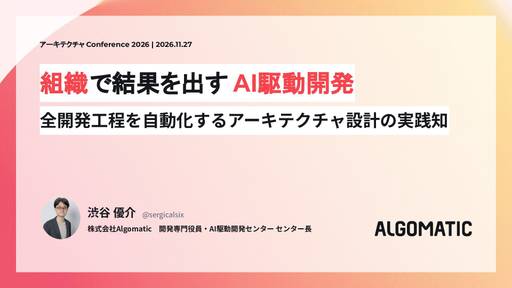 アーキテクチャ Conference 2026 | 2026.11.27
組織で結果を出す AI駆動開発
全開発工程を自動化するアーキテクチャ設計の実践知
渋谷 優介 @sergicalsix
株式会社Algomatic 開発専門役員・AI駆動開発センター センター長
ALGOMATIC